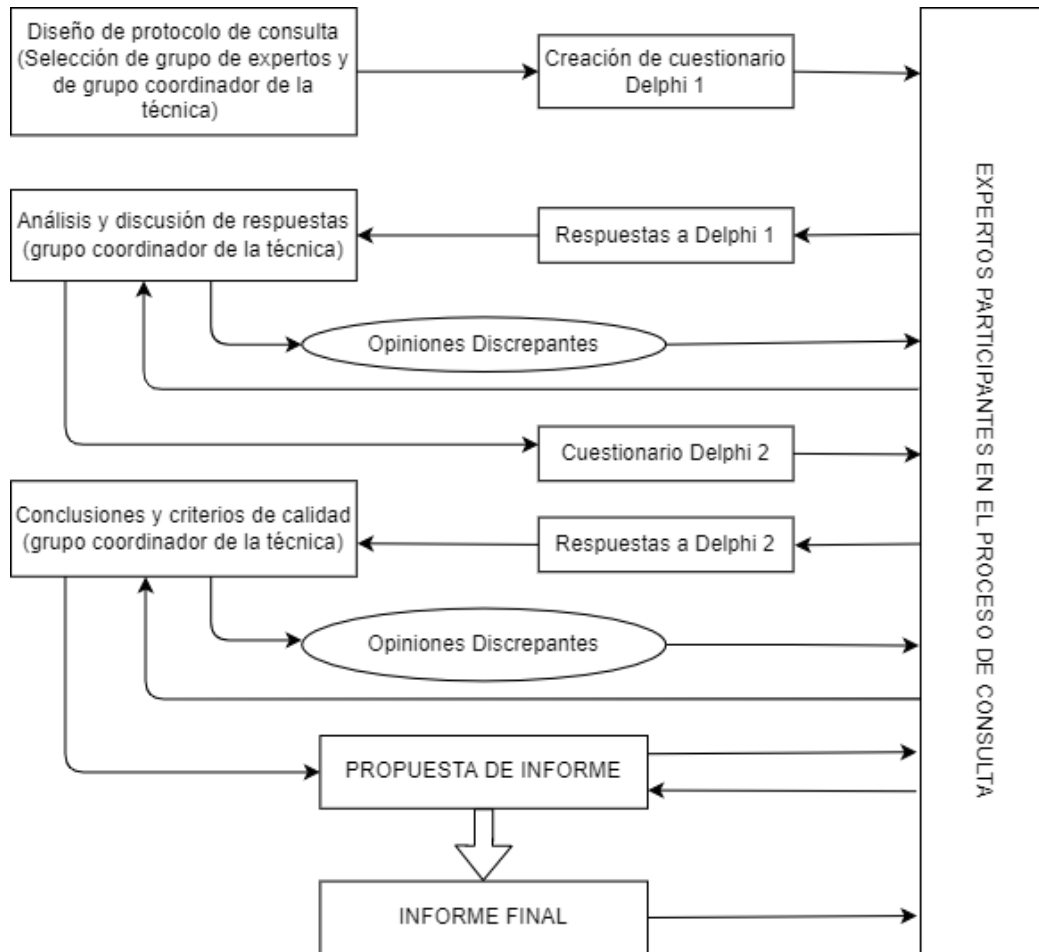 Diseño de protocolo de consulta
(Selección de grupo de expertos y
de grupo coordinador de la
técnica)
Creación de cuestionario
Delphi 1
Análisis y discusión de respuestas
(grupo coordinador de la técnica)
Respuestas a Delphi 1
Opiniones Discrepantes
Cuestionario Delphi 2
Conclusiones y criterios de calidad
(grupo coordinador de la técnica)
Respuestas a Delphi 2
Opiniones Discrepantes
PROPUESTA DE INFORME
INFORME FINAL
EXPERTOS PARTICIPANTES EN EL PROCESO DE CONSULTA